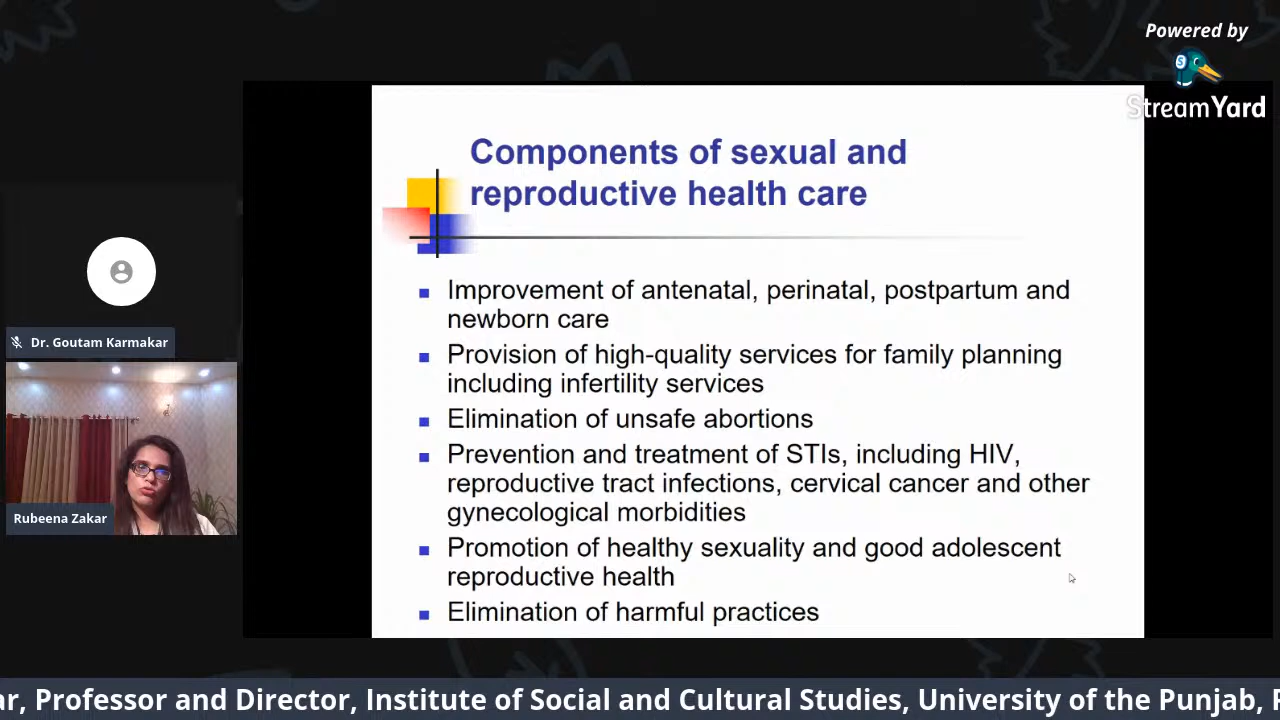 Powered by
StreamYard
Components of sexual and
reproductive health care
Improvement of antenatal, perinatal, postpartum and
newborn care
Provision of high-quality services for family planning
including infertility services
Elimination of unsafe abortions
Prevention and treatment of STIs, including HIV,
reproductive tract infections, cervical cancer and other
gynecological morbidities
Promotion of healthy sexuality and good adolescent
reproductive health
Elimination of harmful practices
Dr. Goutam Karmakar
Rubeena Zakar
ar, Professor and Director, Institute of Social and Cultural Studies, University of the Punjab,